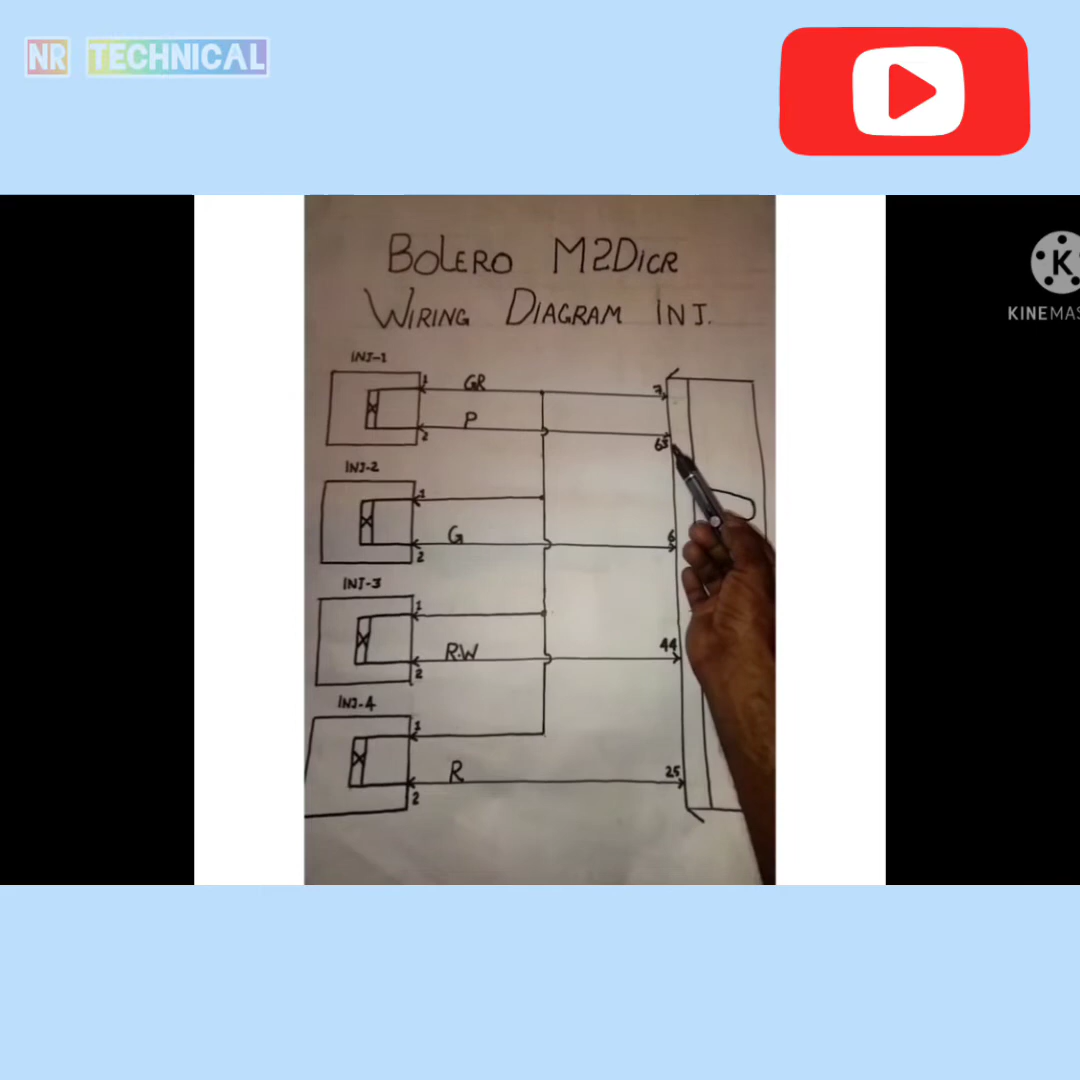 NR TECHNICAL
BOLERO M2DICR
WIRING DIAGRAM INJ.
INJ-1
1 GR 7
2 P 65
INJ-2
1
2 G 6
INJ-3
1
2 R.W 44
INJ-4
1
2 R 25
K
KINEMAS